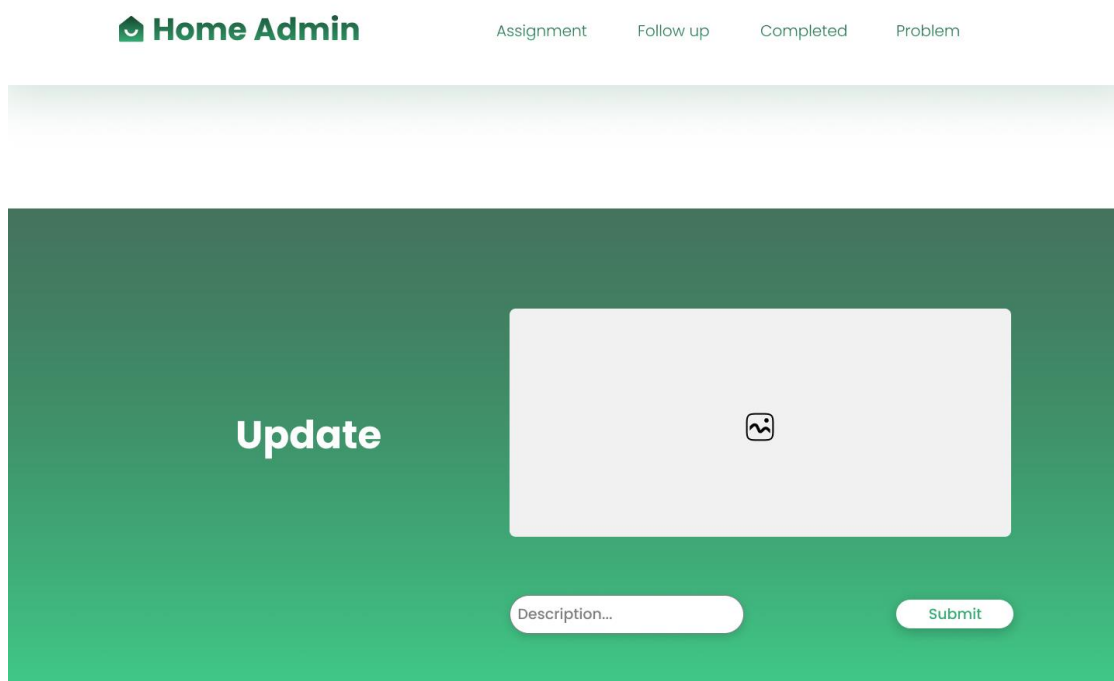 Home Admin
Assignment Follow up Completed Problem
Update
Description...
Submit